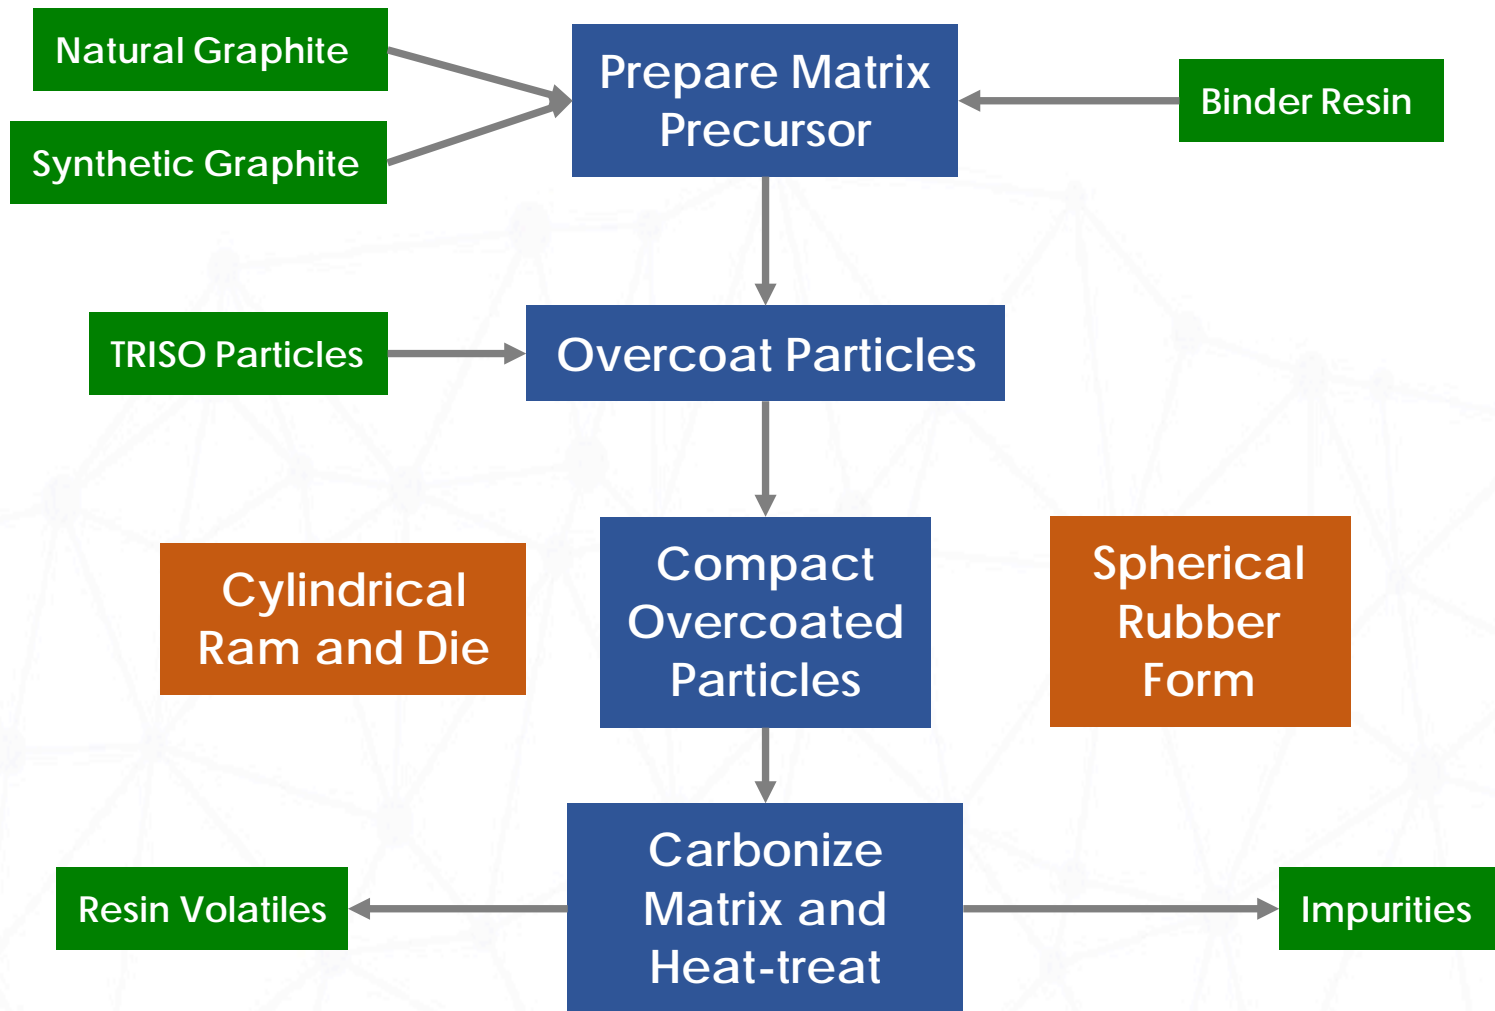 Natural Graphite
Synthetic Graphite
Prepare Matrix
Precursor
Binder Resin
TRISO Particles
Overcoat Particles
Cylindrical
Ram and Die
Compact
Overcoated
Particles
Spherical
Rubber
Form
Resin Volatiles
Carbonize
Matrix and
Heat-treat
Impurities